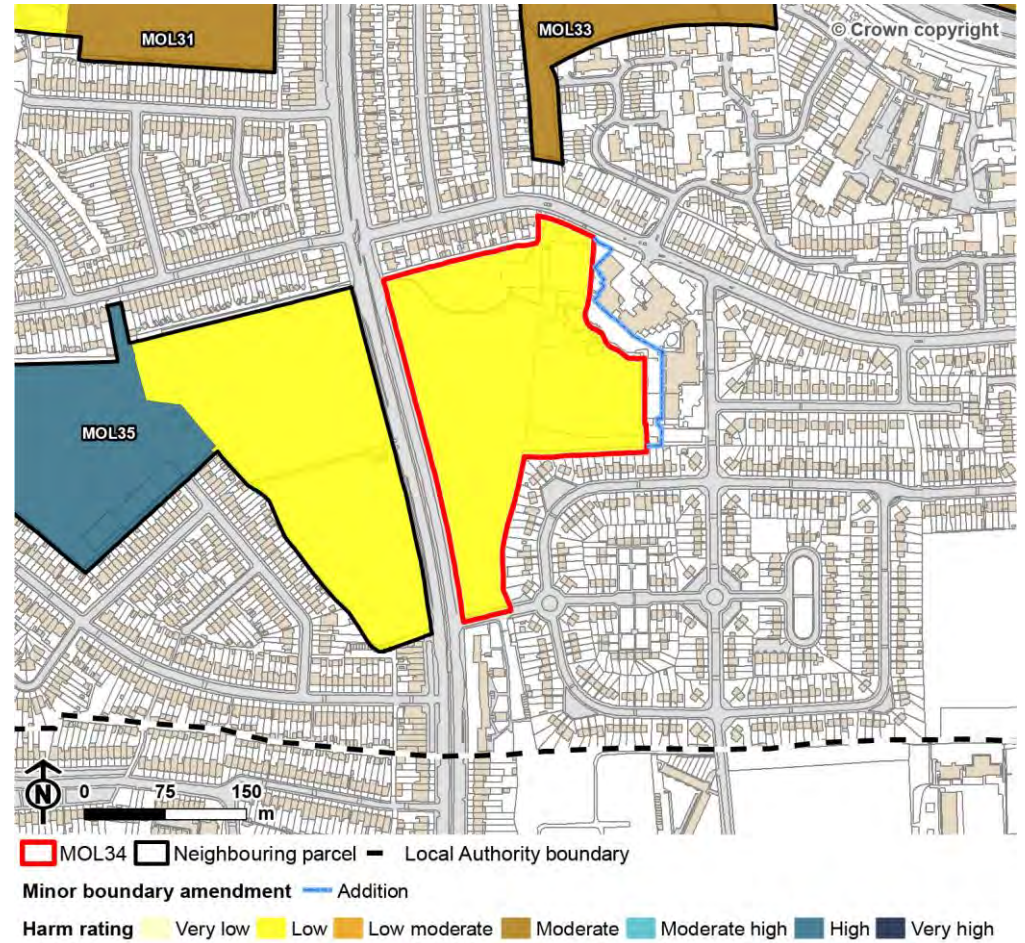 MOL31
MOL33
© Crown copyright
MOL35
N
0 75 150
m
MOL34 Neighbouring parcel Local Authority boundary
Minor boundary amendment Addition
Harm rating Very low Low Low moderate Moderate Moderate high High Very high